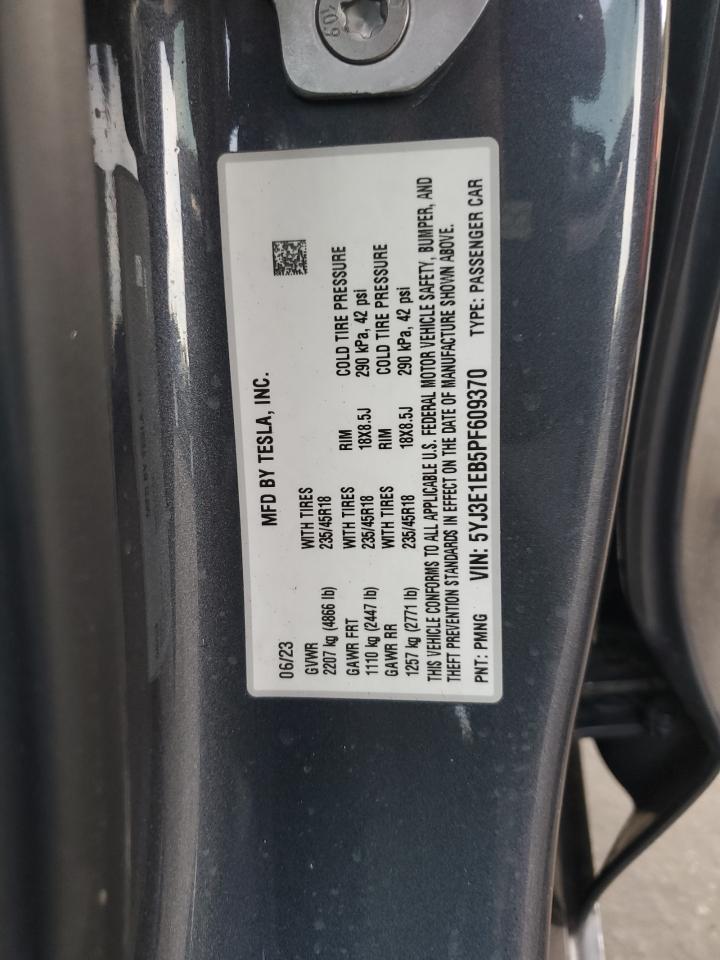 MFD BY TESLA, INC.
06/23
GVWR WITH TIRES RIM COLD TIRE PRESSURE
2207 kg (4866 lb) 235/45R18 18X8.5J 290 kPa, 42 psi
GAWR FRT WITH TIRES RIM COLD TIRE PRESSURE
1110 kg (2447 lb) 235/45R18 18X8.5J 290 kPa, 42 psi
GAWR RR
1257 kg (2771 lb) 235/45R18
THIS VEHICLE CONFORMS TO ALL APPLICABLE U.S. FEDERAL MOTOR VEHICLE SAFETY, BUMPER, AND
THEFT PREVENTION STANDARDS IN EFFECT ON THE DATE OF MANUFACTURE SHOWN ABOVE.
PNT: PMNG VIN: 5YJ3E1EB5PF609370 TYPE: PASSENGER CAR
10.9